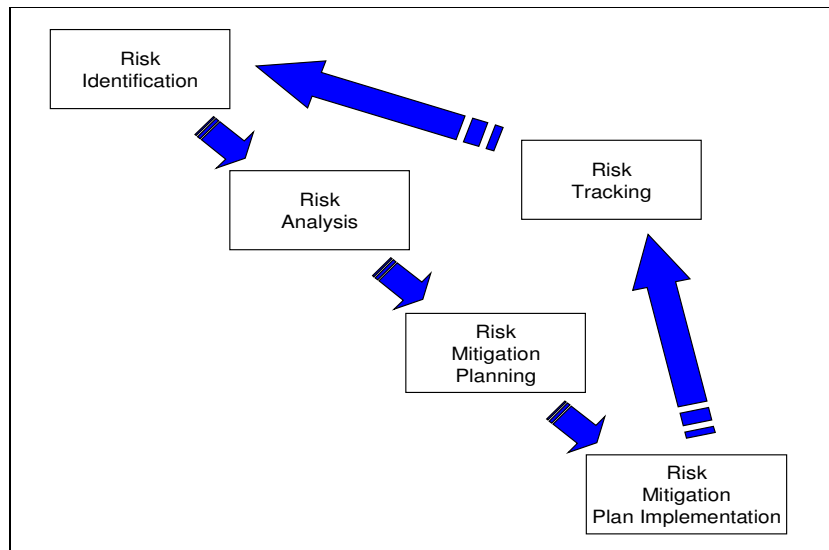 Risk
Identification
Risk
Analysis
Risk
Mitigation
Planning
Risk
Mitigation
Plan Implementation
Risk
Tracking